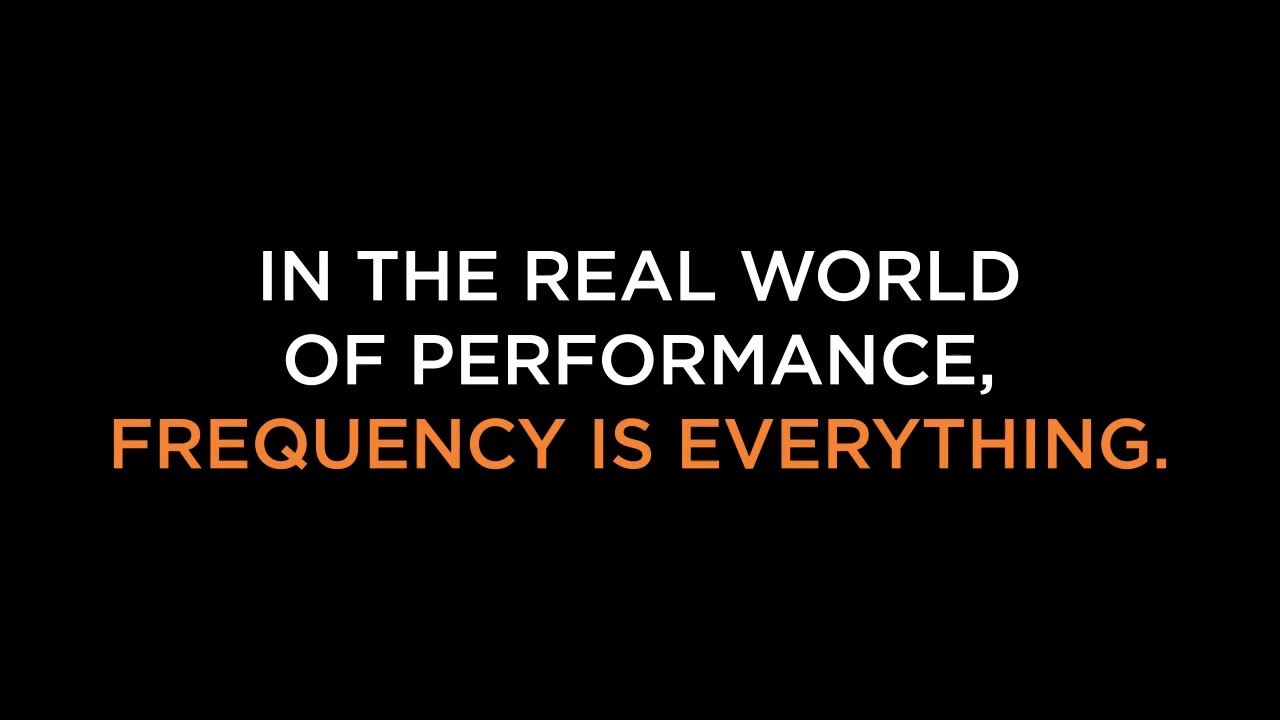 IN THE REAL WORLD
OF PERFORMANCE,
FREQUENCY IS EVERYTHING.